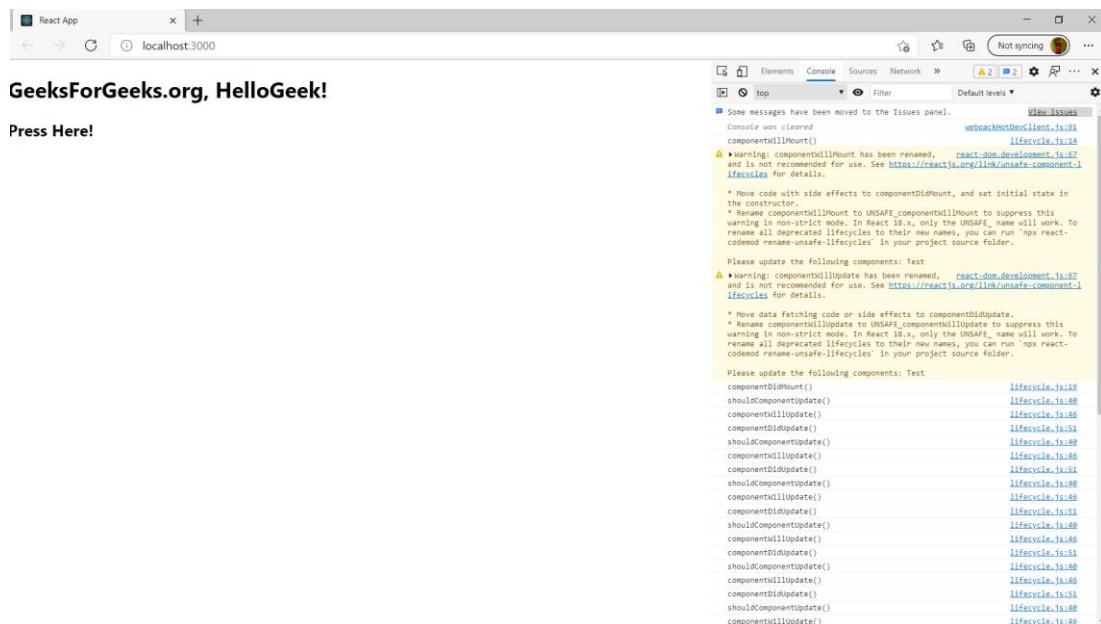 React App
localhost:3000
Not syncing
GeeksForGeeks.org, HelloGeek!
Press Here!
Elements Console Sources Network
2 2
top Filter Default levels
Some messages have been moved to the Issues panel. View issues
Console was cleared webpackHotDevClient.js:91
componentWillMount() lifecycle.js:14
Warning: componentWillMount has been renamed, react-dom.development.js:67
and is not recommended for use. See https://reactjs.org/link/unsafe-component-l
ifecycles for details.
* Move code with side effects to componentDidMount, and set initial state in
the constructor.
* Rename componentWillMount to UNSAFE_componentWillMount to suppress this
warning in non-strict mode. In React 18.x, only the UNSAFE_ name will work. To
rename all deprecated lifecycles to their new names, you can run `npx react-
codemod rename-unsafe-lifecycles` in your project source folder.
Please update the following components: Test
Warning: componentWillUpdate has been renamed, react-dom.development.js:67
and is not recommended for use. See https://reactjs.org/link/unsafe-component-l
ifecycles for details.
* Move data fetching code or side effects to componentDidUpdate.
* Rename componentWillUpdate to UNSAFE_componentWillUpdate to suppress this
warning in non-strict mode. In React 18.x, only the UNSAFE_ name will work. To
rename all deprecated lifecycles to their new names, you can run `npx react-
codemod rename-unsafe-lifecycles` in your project source folder.
Please update the following components: Test
componentDidMount() lifecycle.js:19
shouldComponentUpdate() lifecycle.js:40
componentWillUpdate() lifecycle.js:46
componentDidUpdate() lifecycle.js:51
shouldComponentUpdate() lifecycle.js:40
componentWillUpdate() lifecycle.js:46
componentDidUpdate() lifecycle.js:51
shouldComponentUpdate() lifecycle.js:40
componentWillUpdate() lifecycle.js:46
componentDidUpdate() lifecycle.js:51
shouldComponentUpdate() lifecycle.js:40
componentWillUpdate() lifecycle.js:46
componentDidUpdate() lifecycle.js:51
shouldComponentUpdate() lifecycle.js:40
componentWillUpdate() lifecycle.js:46
componentDidUpdate() lifecycle.js:51
shouldComponentUpdate() lifecycle.js:40
componentWillUpdate() lifecycle.js:46